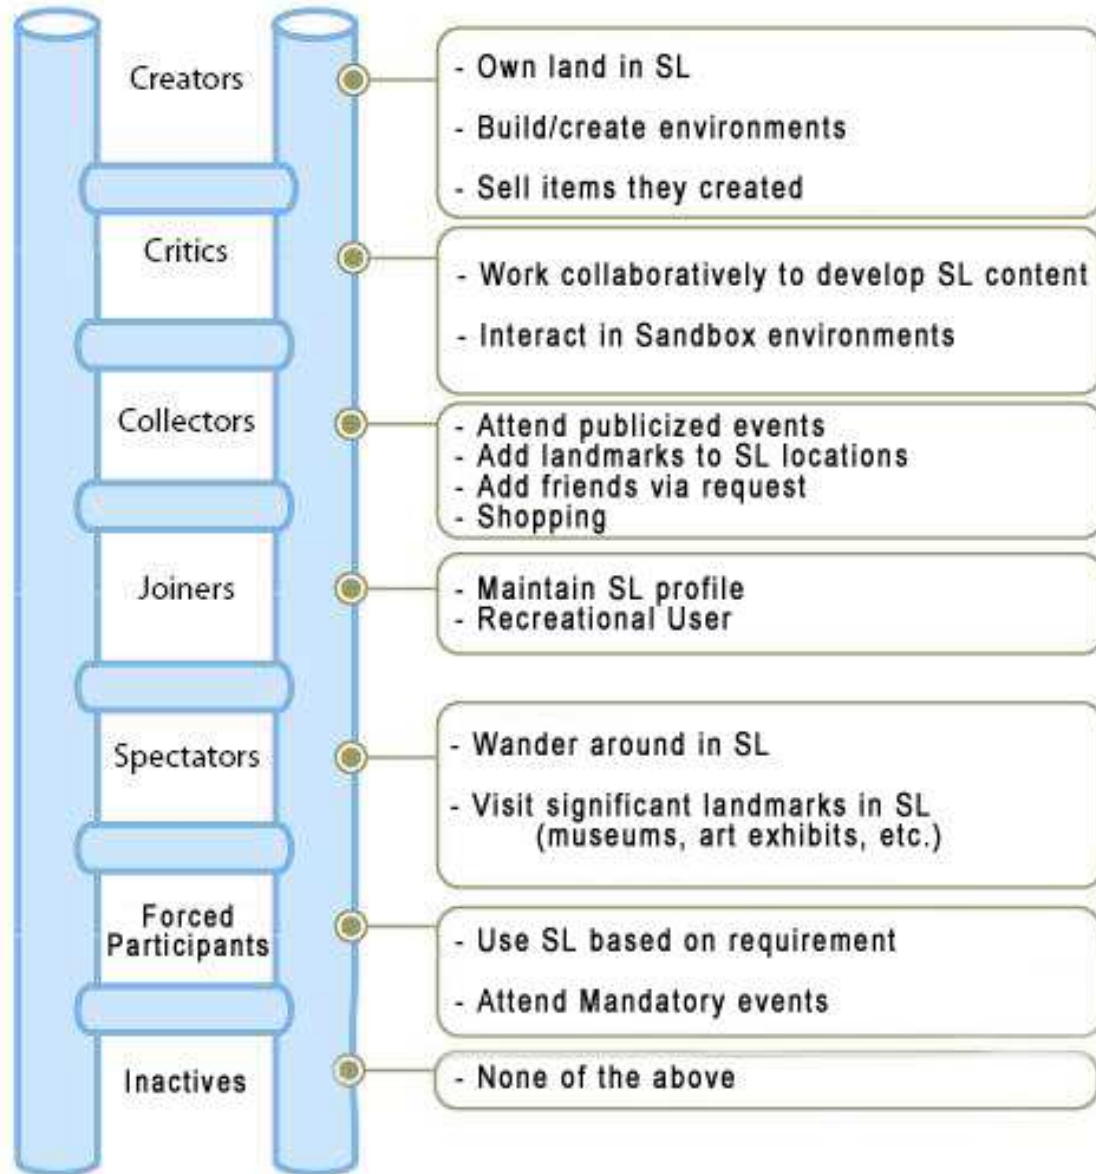 Creators
- Own land in SL
- Build/create environments
- Sell items they created
Critics
- Work collaboratively to develop SL content
- Interact in Sandbox environments
Collectors
- Attend publicized events
- Add landmarks to SL locations
- Add friends via request
- Shopping
Joiners
- Maintain SL profile
- Recreational User
Spectators
- Wander around in SL
- Visit significant landmarks in SL
(museums, art exhibits, etc.)
Forced
Participants
- Use SL based on requirement
- Attend Mandatory events
Inactives
- None of the above